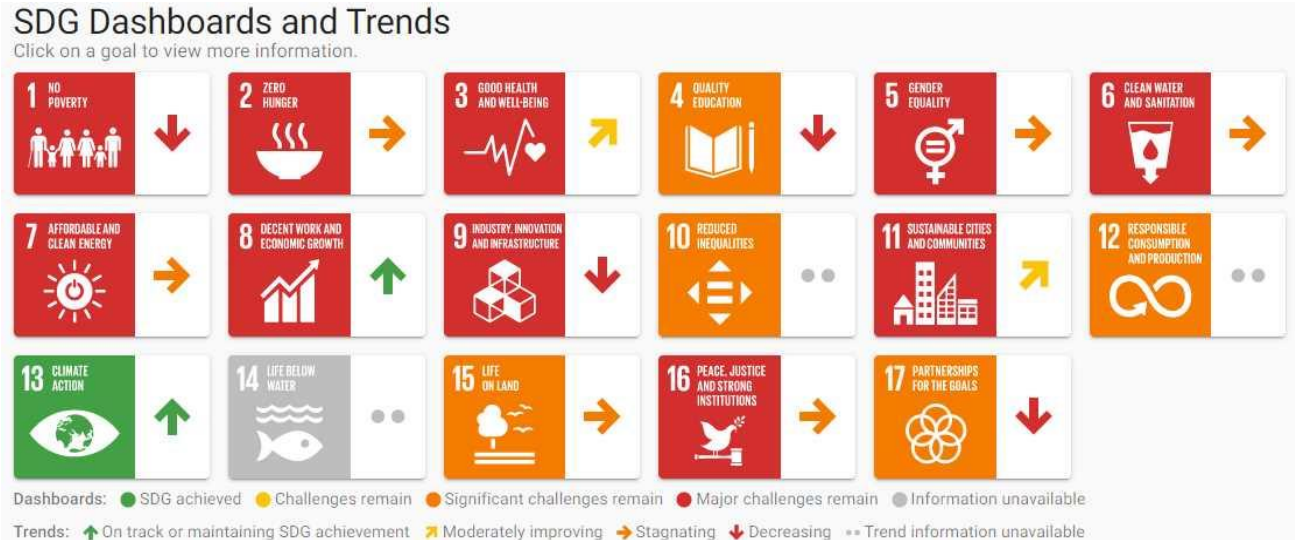 SDG Dashboards and Trends
Click on a goal to view more information.
1 NO
POVERTY
2 ZERO
HUNGER
3 GOOD HEALTH
AND WELL-BEING
4 QUALITY
EDUCATION
5 GENDER
EQUALITY
6 CLEAN WATER
AND SANITATION
7 AFFORDABLE AND
CLEAN ENERGY
8 DECENT WORK AND
ECONOMIC GROWTH
9 INDUSTRY, INNOVATION
AND INFRASTRUCTURE
10 REDUCED
INEQUALITIES
11 SUSTAINABLE CITIES
AND COMMUNITIES
12 RESPONSIBLE
CONSUMPTION
AND PRODUCTION
13 CLIMATE
ACTION
14 LIFE BELOW
WATER
15 LIFE
ON LAND
16 PEACE, JUSTICE
AND STRONG
INSTITUTIONS
17 PARTNERSHIPS
FOR THE GOALS
Dashboards: SDG achieved Challenges remain Significant challenges remain Major challenges remain Information unavailable
Trends: On track or maintaining SDG achievement Moderately improving Stagnating Decreasing Trend information unavailable